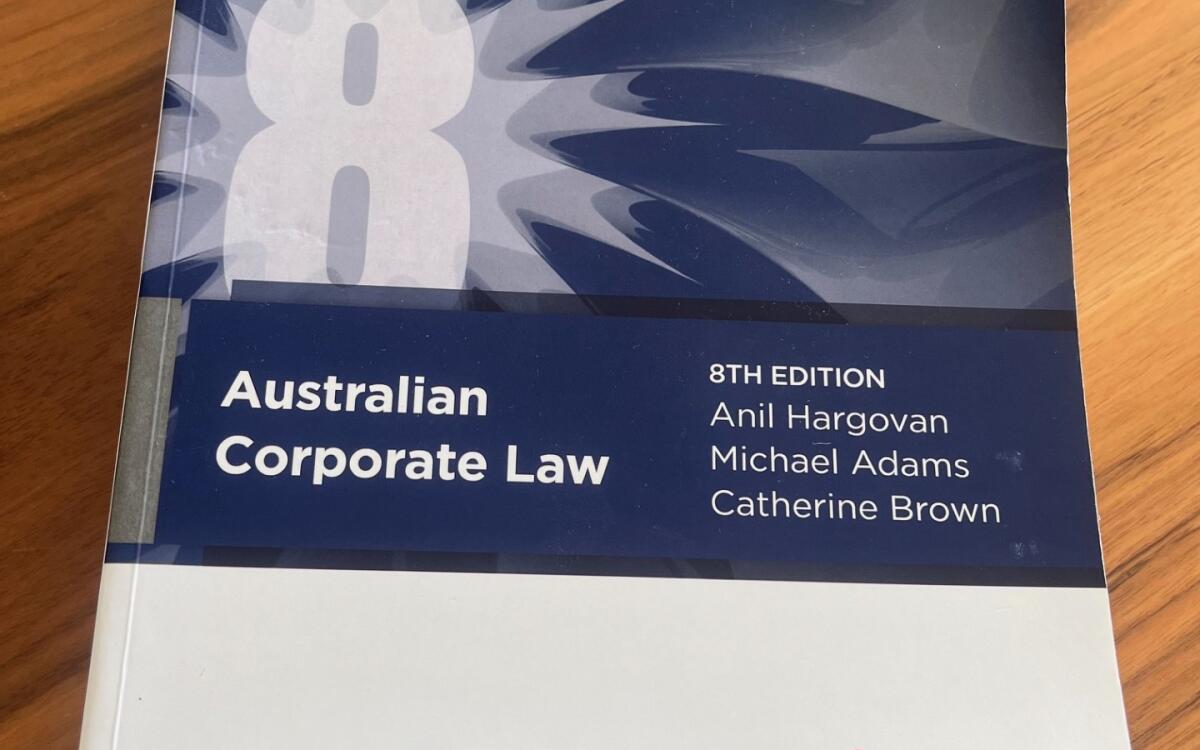 8
Australian
Corporate Law
8TH EDITION
Anil Hargovan
Michael Adams
Catherine Brown